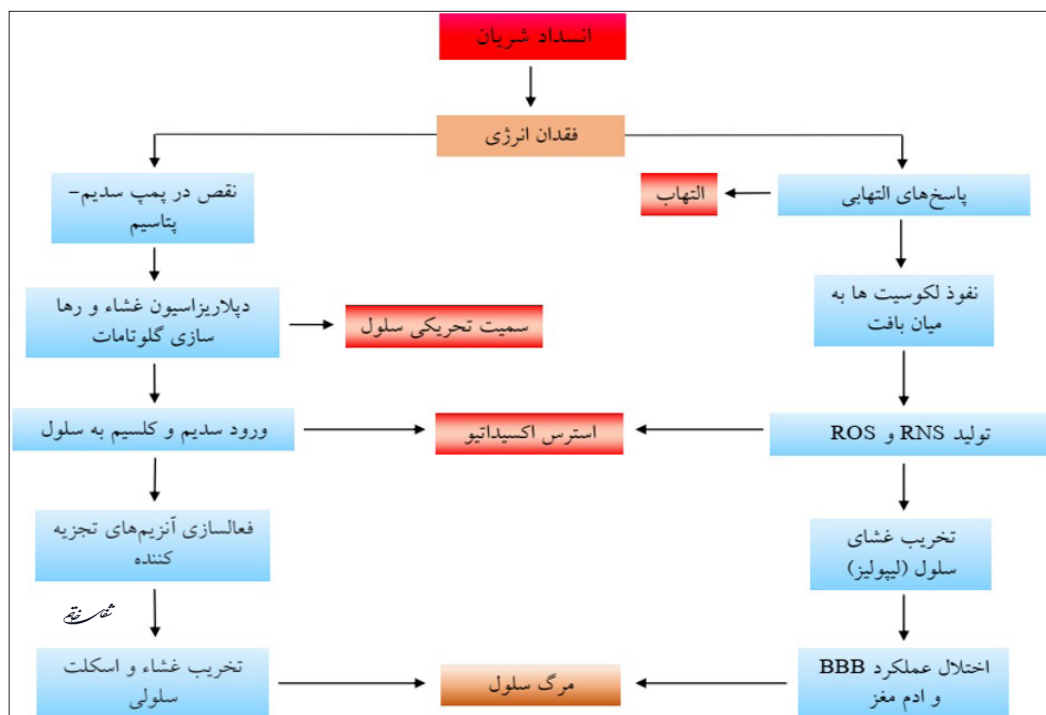 انسداد شریان
فقدان انرژی
نقص در پمپ سدیم–
پتاسیم
التهاب
پاسخ‌های التهابی
دپلاریزاسیون غشاء و رها
سازی گلوتامات
سمیت تحریکی سلول
نفوذ لکوسیت ها به
میان بافت
ورود سدیم و کلسیم به سلول
استرس اکسیداتیو
تولید RNS و ROS
فعالسازی آنزیم‌های تجزیه
کننده
تخریب غشای
سلول (لیپولیز)
شفای خاتم
تخریب غشاء و اسکلت
سلولی
مرگ سلول
اختلال عملکرد BBB
و ادم مغز